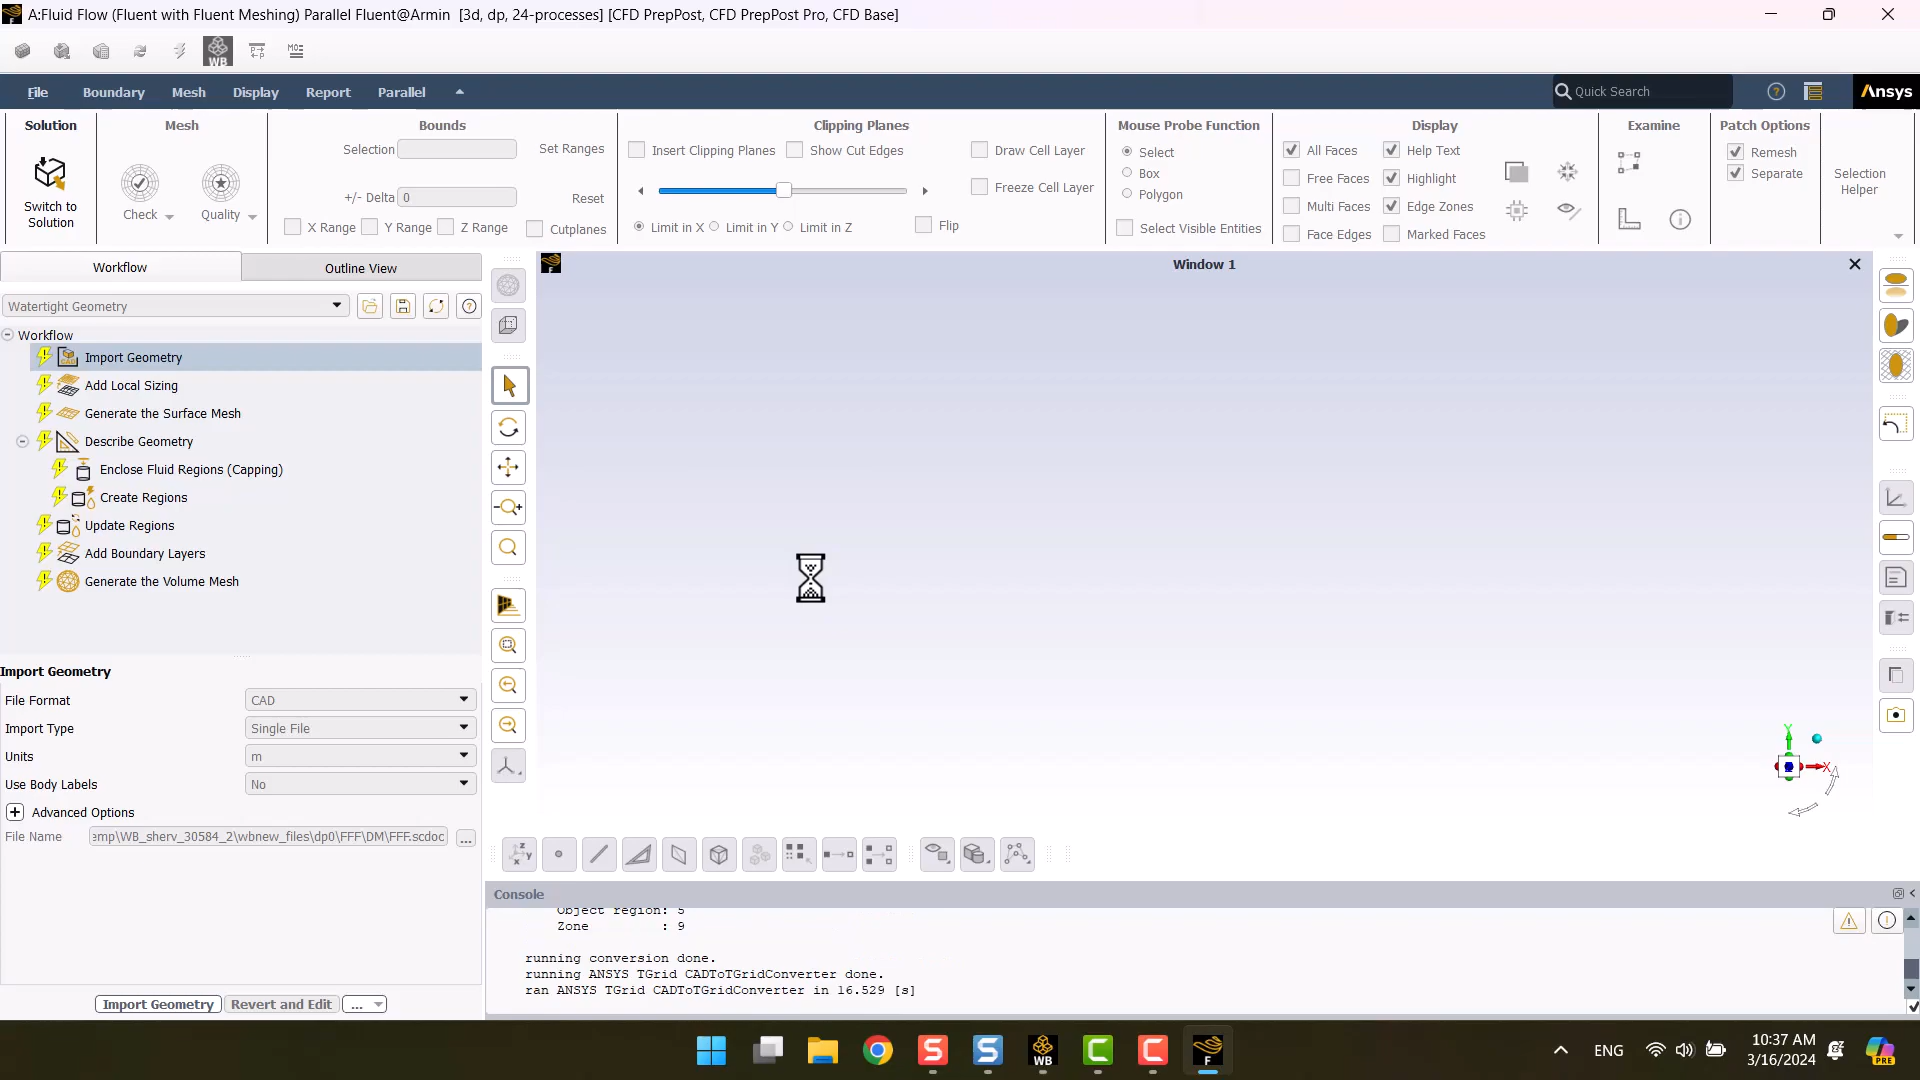 A:Fluid Flow (Fluent with Fluent Meshing) Parallel Fluent@Armin [3d, dp, 24-processes] [CFD PrepPost, CFD PrepPost Pro, CFD Base]
WB
File Boundary Mesh Display Report Parallel Quick Search Ansys
Solution Mesh Bounds Clipping Planes Mouse Probe Function Display Examine Patch Options
Selection Set Ranges Insert Clipping Planes Show Cut Edges Draw Cell Layer Select All Faces Help Text Remesh
Box Free Faces Highlight Separate Selection Helper
+/- Delta 0 Reset Freeze Cell Layer Polygon Multi Faces Edge Zones
Switch to Solution Check Quality
X Range Y Range Z Range Cutplanes Limit in X Limit in Y Limit in Z Flip Select Visible Entities Face Edges Marked Faces
Workflow Outline View Window 1
Watertight Geometry
Workflow
Import Geometry
Add Local Sizing
Generate the Surface Mesh
Describe Geometry
Enclose Fluid Regions (Capping)
Create Regions
Update Regions
Add Boundary Layers
Generate the Volume Mesh
Import Geometry
File Format CAD
Import Type Single File
Units m
Use Body Labels No
Advanced Options
File Name emp\WB_sherv_30584_2\wbnew_files\dp0\FFF\DM\FFF.scdoc ...
Import Geometry Revert and Edit ...
Y
X
Console
Object region: 5
Zone : 9
running conversion done.
running ANSYS TGrid CADToTGridConverter done.
ran ANSYS TGrid CADToTGridConverter in 16.529 [s]
ENG
10:37 AM
3/16/2024
PRE